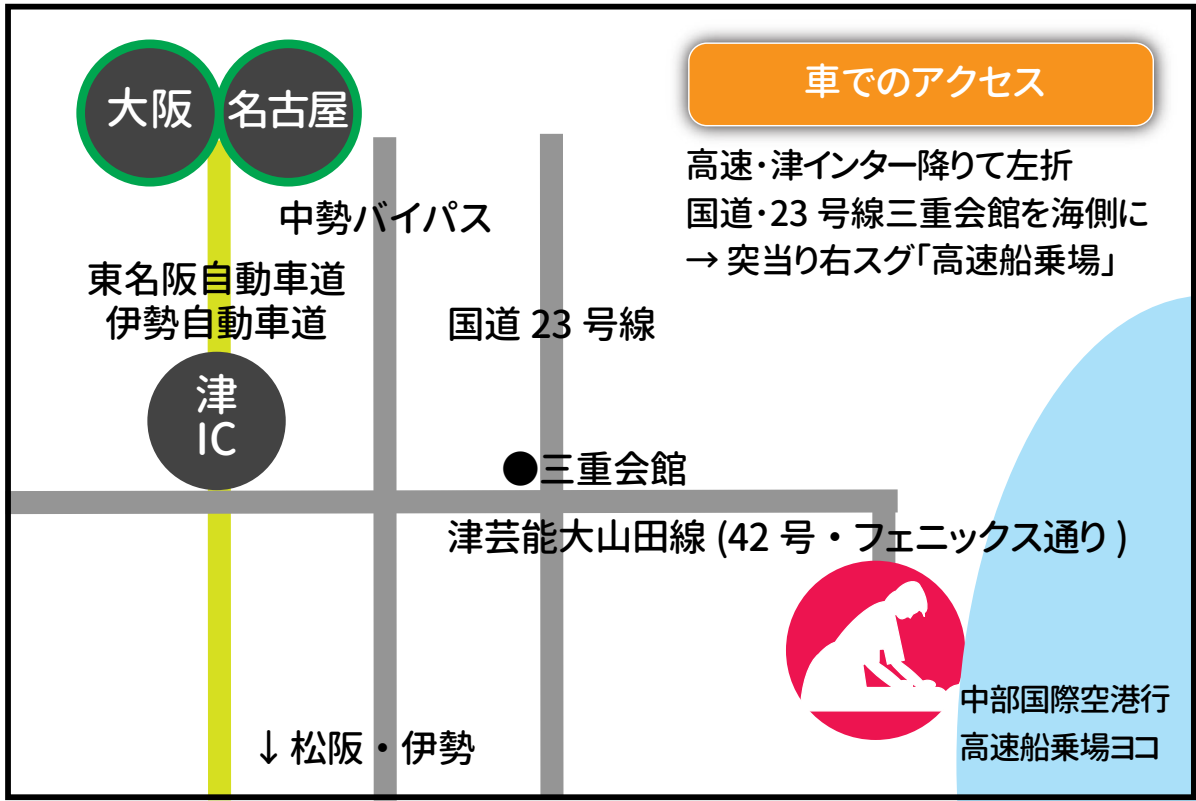 大阪
名古屋
車でのアクセス
高速・津インター降りて左折
国道・23 号線三重会館を海側に
→ 突当り右スグ「高速船乗場」
中勢バイパス
東名阪自動車道
伊勢自動車道
国道 23 号線
津
IC
●三重会館
津芸能大山田線 (42 号・フェニックス通り )
中部国際空港行
高速船乗場ヨコ
↓松阪・伊勢